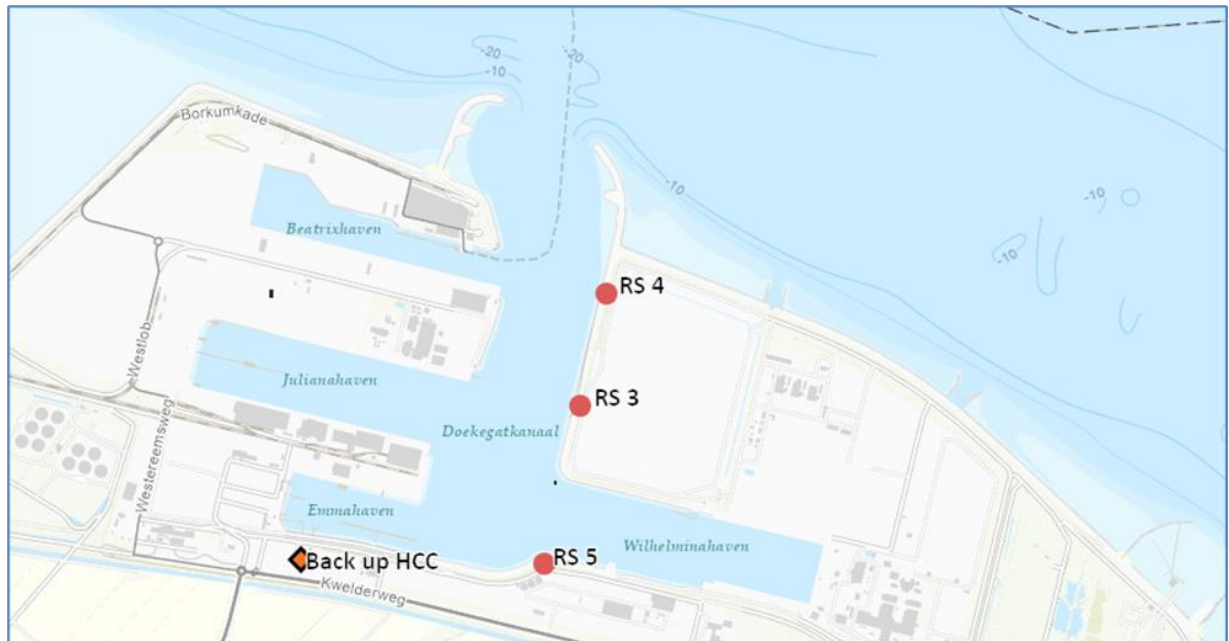 -20
-20
-10
Borkumkade
-10
-10
Beatrixhaven
-10
RS 4
Westlob
Julianahaven
RS 3
Doekegatkanaal
Westereemsweg
Emmahaven
Wilhelminahaven
RS 5
Back up HCC
Kwelderweg